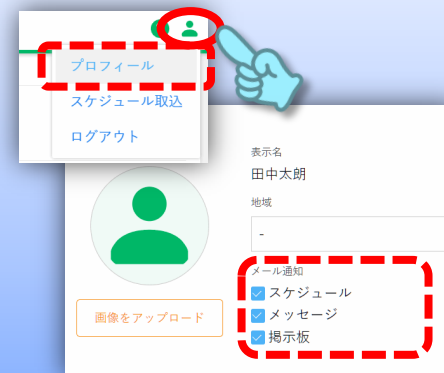 プロフィール
スケジュール取込
ログアウト
表示名
田中太朗
地域
-
メール通知
スケジュール
メッセージ
掲示板
画像をアップロード